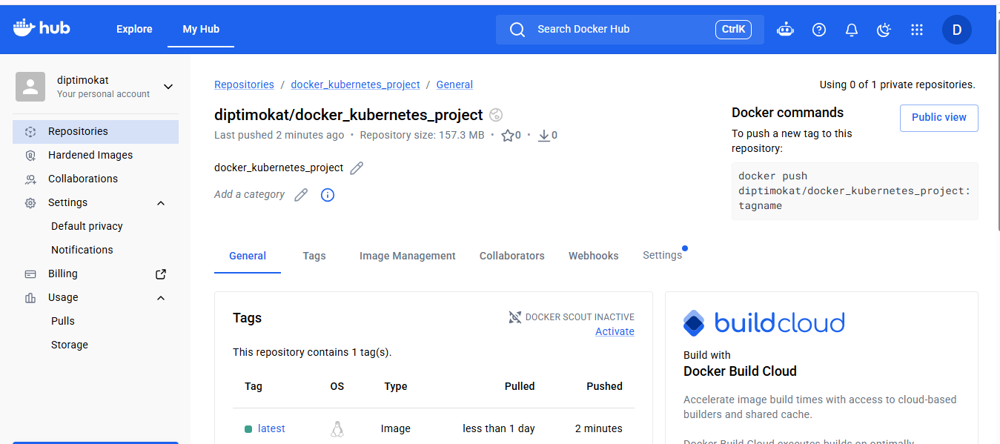 hub
Explore
My Hub
Search Docker Hub
CtrlK
D
diptimokat
Your personal account
Repositories
Hardened Images
Collaborations
Settings
Default privacy
Notifications
Billing
Usage
Pulls
Storage
Repositories / docker_kubernetes_project / General
Using 0 of 1 private repositories.
diptimokat/docker_kubernetes_project
Last pushed 2 minutes ago • Repository size: 157.3 MB • 0 • 0
docker_kubernetes_project
Add a category
Docker commands
Public view
To push a new tag to this
repository:
docker push
diptimokat/docker_kubernetes_project:
tagname
General
Tags
Image Management
Collaborators
Webhooks
Settings
Tags
DOCKER SCOUT INACTIVE
Activate
This repository contains 1 tag(s).
Tag OS Type Pulled Pushed
latest Image less than 1 day 2 minutes
buildcloud
Build with
Docker Build Cloud
Accelerate image build times with access to cloud-based
builders and shared cache.
Docker Build Cloud executes builds on optimally